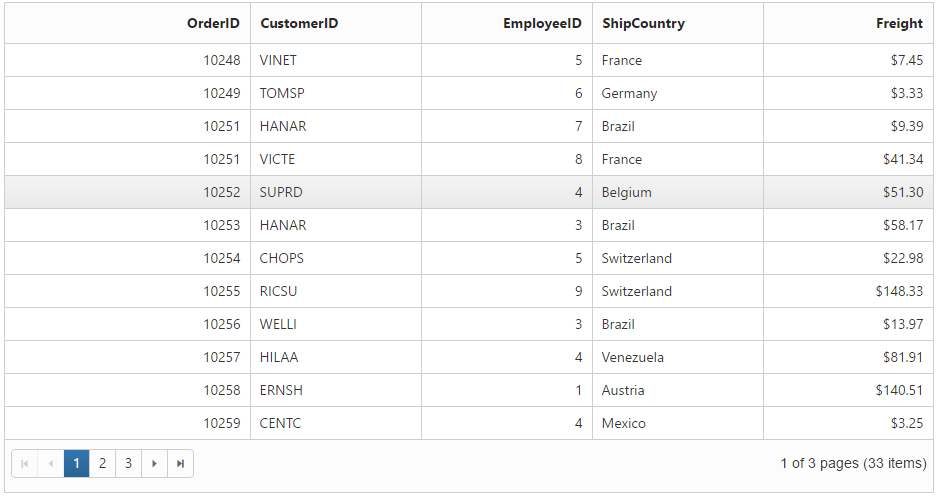 OrderID CustomerID EmployeeID ShipCountry Freight
10248 VINET 5 France $7.45
10249 TOMSP 6 Germany $3.33
10251 HANAR 7 Brazil $9.39
10251 VICTE 8 France $41.34
10252 SUPRD 4 Belgium $51.30
10253 HANAR 3 Brazil $58.17
10254 CHOPS 5 Switzerland $22.98
10255 RICSU 9 Switzerland $148.33
10256 WELLI 3 Brazil $13.97
10257 HILAA 4 Venezuela $81.91
10258 ERNSH 1 Austria $140.51
10259 CENTC 4 Mexico $3.25
1 2 3 1 of 3 pages (33 items)